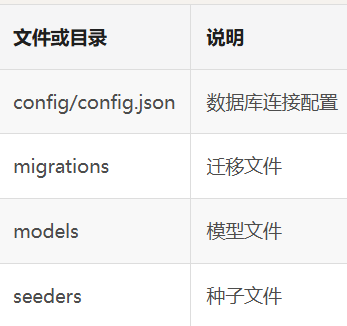 文件或目录 说明
config/config.json 数据库连接配置
migrations 迁移文件
models 模型文件
seeders 种子文件